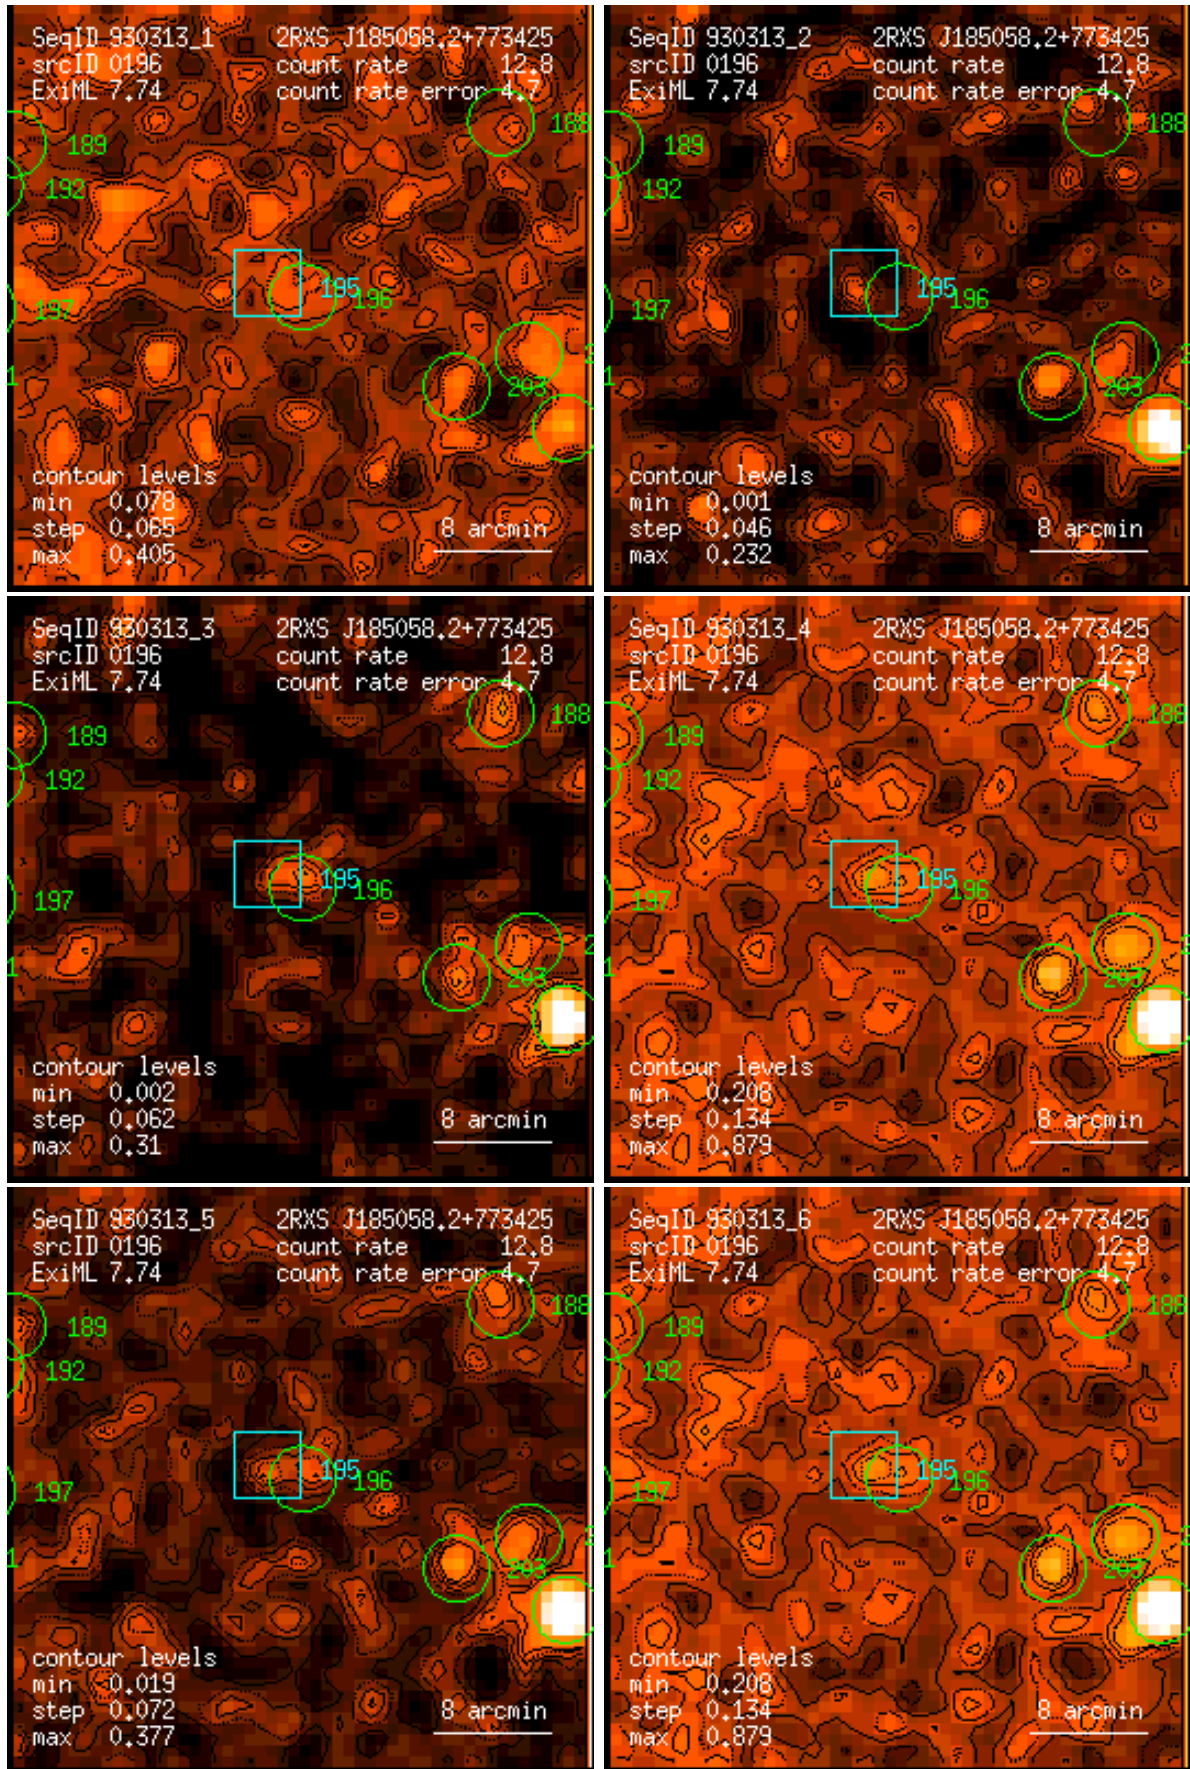 SeqID 930313_1 2RXS J185058.2+773425
srcID 0196 count rate 12.8
ExiML 7.74 count rate error 4.7
188
189
192
195 196
197
203
1
contour levels
min 0.078
step 0.065
max 0.405
8 arcmin
SeqID 930313_2 2RXS J185058.2+773425
srcID 0196 count rate 12.8
ExiML 7.74 count rate error 4.7
188
189
192
195 196
197
203
1
contour levels
min 0.001
step 0.046
max 0.232
8 arcmin
SeqID 930313_3 2RXS J185058.2+773425
srcID 0196 count rate 12.8
ExiML 7.74 count rate error 4.7
188
189
192
195 196
197
203
1
contour levels
min 0.002
step 0.062
max 0.31
8 arcmin
SeqID 930313_4 2RXS J185058.2+773425
srcID 0196 count rate 12.8
ExiML 7.74 count rate error 4.7
188
189
192
195 196
197
203
1
contour levels
min 0.208
step 0.134
max 0.879
8 arcmin
SeqID 930313_5 2RXS J185058.2+773425
srcID 0196 count rate 12.8
ExiML 7.74 count rate error 4.7
188
189
192
195 196
197
203
1
contour levels
min 0.019
step 0.072
max 0.377
8 arcmin
SeqID 930313_6 2RXS J185058.2+773425
srcID 0196 count rate 12.8
ExiML 7.74 count rate error 4.7
188
189
192
195 196
197
203
1
contour levels
min 0.208
step 0.134
max 0.879
8 arcmin